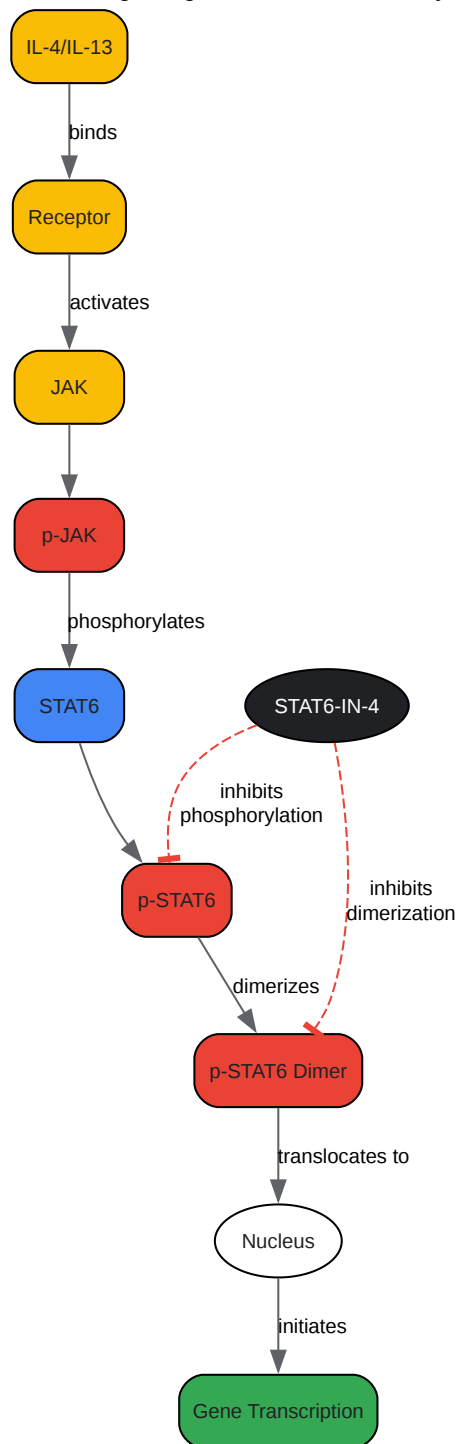 IL-4/IL-13
binds
Receptor
activates
JAK
p-JAK
phosphorylates
STAT6
STAT6-IN-4
inhibits
phosphorylation
p-STAT6
inhibits
dimerization
dimerizes
p-STAT6 Dimer
translocates to
Nucleus
initiates
Gene Transcription